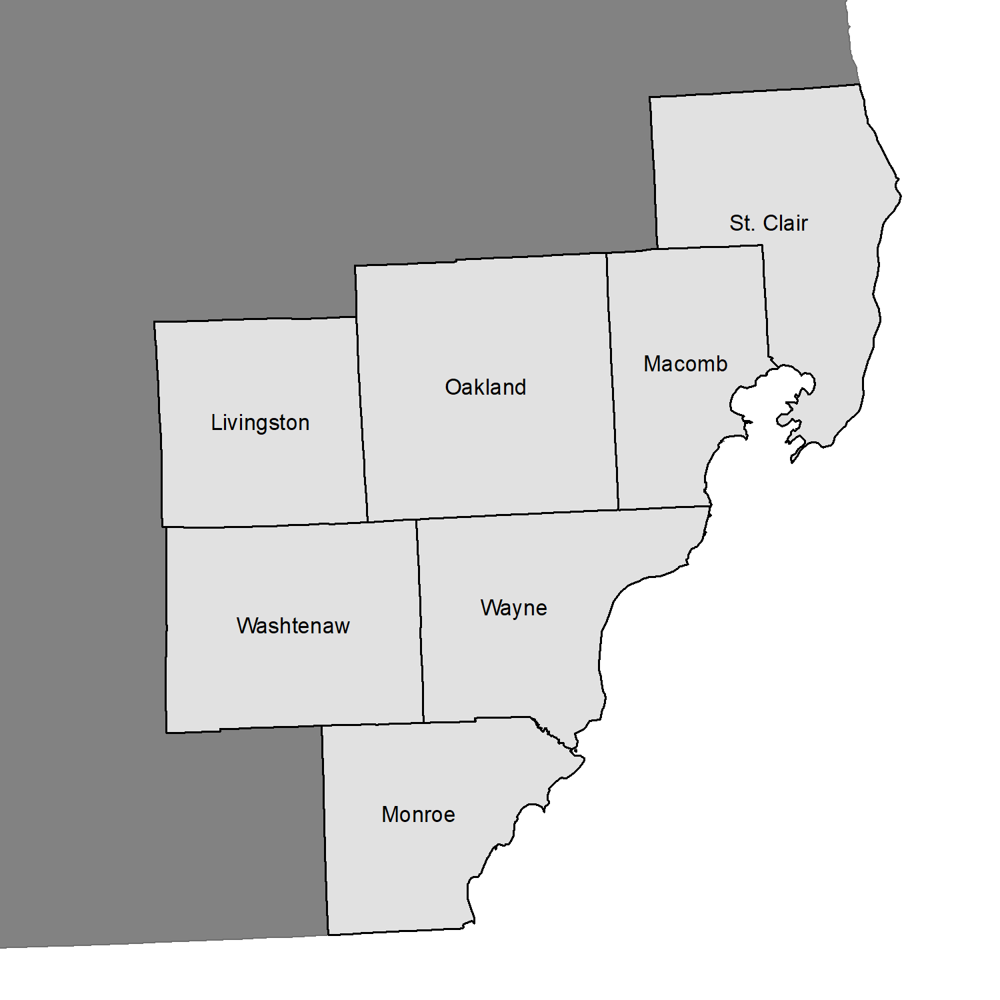 St. Clair
Macomb
Oakland
Livingston
Wayne
Washtenaw
Monroe